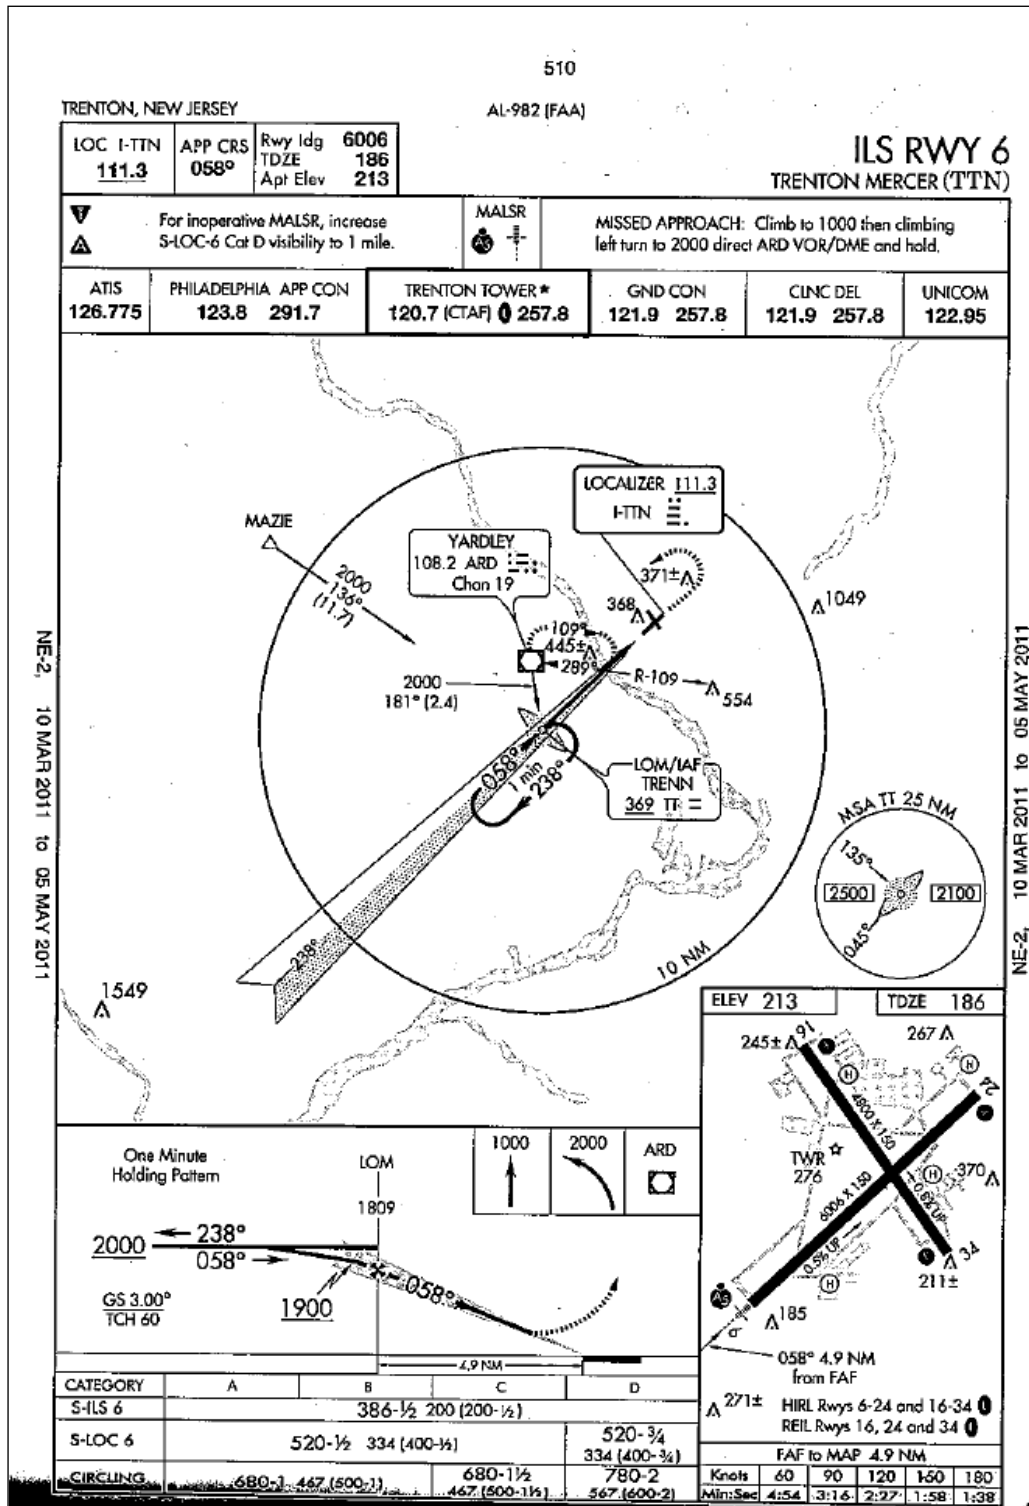 510
TRENTON, NEW JERSEY
AL-982 (FAA)
LOC I-TTN
111.3
APP CRS
058°
Rwy ldg 6006
TDZE 186
Apt Elev 213
ILS RWY 6
TRENTON MERCER (TTN)
For inoperative MALSR, increase
S-LOC-6 Cat D visibility to 1 mile.
MALSR
MISSED APPROACH: Climb to 1000 then climbing
left turn to 2000 direct ARD VOR/DME and hold.
ATIS
126.775
PHILADELPHIA APP CON
123.8 291.7
TRENTON TOWER*
120.7 (CTAF) 257.8
GND CON
121.9 257.8
CLNC DEL
121.9 257.8
UNICOM
122.95
LOCALIZER 111.3
I-TTN
MAZIE
2000
136°
(11.7)
YARDLEY
108.2 ARD
Chan 19
371±
368
1049
109°
445±
289°
R-109
554
2000
181° (2.4)
058°
1 min
238°
LOM/IAF
TRENN
369 TT
MSA TT 25 NM
135°
2500
2100
045°
238°
10 NM
1549
NE-2, 10 MAR 2011 to 05 MAY 2011
NE-2, 10 MAR 2011 to 05 MAY 2011
ELEV 213
TDZE 186
245±
16
267
24
4800 X 150
TWR
276
370
6006 X 150
0.6% UP
0.5% UP
34
211±
185
058° 4.9 NM
from FAF
271±
HIRL Rwys 6-24 and 16-34
REIL Rwys 16, 24 and 34
One Minute
Holding Pattern
LOM
1809
1000
2000
ARD
2000
238°
058°
058°
GS 3.00°
TCH 60
1900
4.9 NM
CATEGORY A B C D
S-ILS 6 386-½ 200 (200-½)
S-LOC 6 520-½ 334 (400-½) 520-¾ 334 (400-¾)
CIRCLING 680-1 467 (500-1) 680-1½ 467 (500-1½) 780-2 567 (600-2)
FAF to MAP 4.9 NM
Knots 60 90 120 150 180
Min:Sec 4:54 3:16 2:27 1:58 1:38